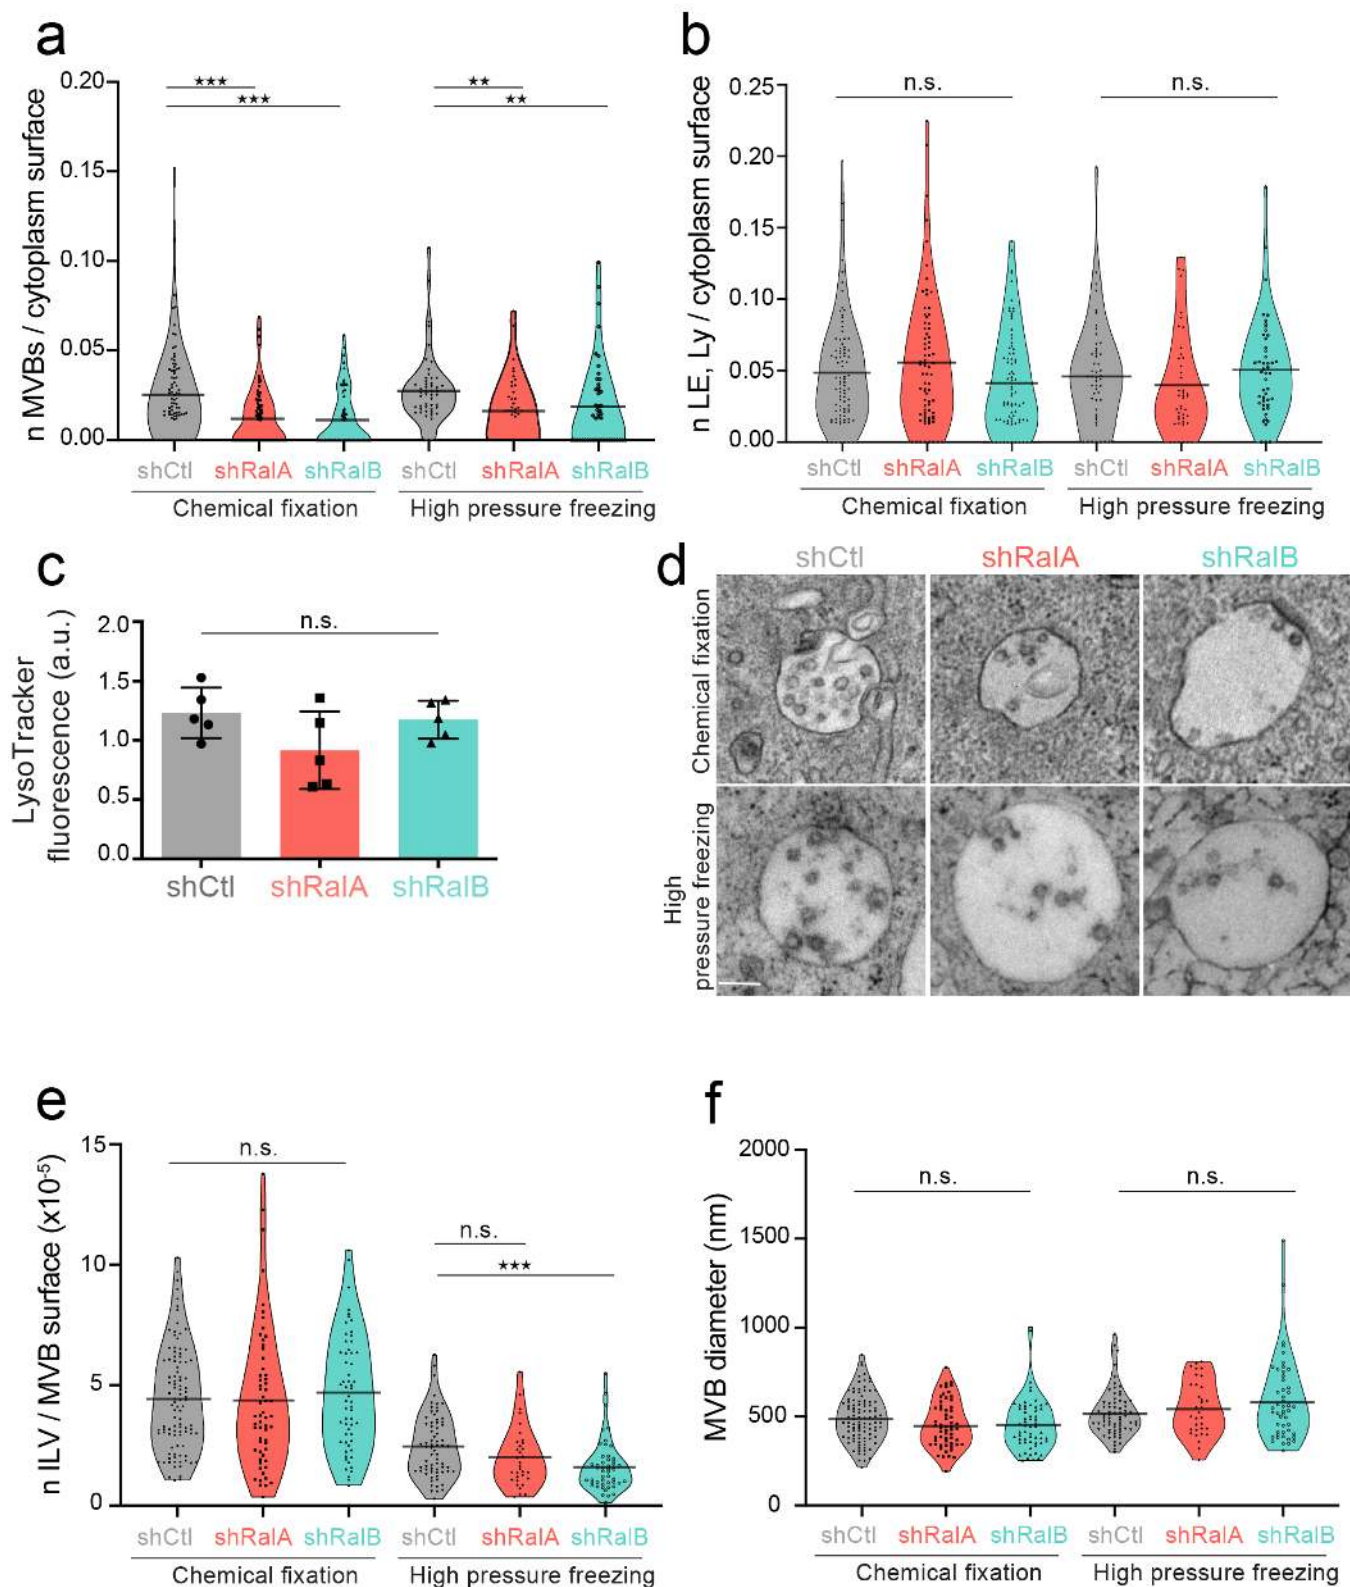 a
n MVBs / cytoplasm surface
0.20
0.15
0.10
0.05
0.00
★★★
★★★
★★
★★
shCtl shRalA shRalB shCtl shRalA shRalB
Chemical fixation High pressure freezing
b
n LE, Ly / cytoplasm surface
0.25
0.20
0.15
0.10
0.05
0.00
n.s.
n.s.
shCtl shRalA shRalB shCtl shRalA shRalB
Chemical fixation High pressure freezing
c
LysoTracker
fluorescence (a.u.)
2.0
1.5
1.0
0.5
0.0
n.s.
shCtl shRalA shRalB
d
shCtl shRalA shRalB
Chemical fixation
High
pressure freezing
e
n ILV / MVB surface (x10⁻⁵)
15
10
5
0
n.s.
n.s.
★★★
shCtl shRalA shRalB shCtl shRalA shRalB
Chemical fixation High pressure freezing
f
MVB diameter (nm)
2000
1500
1000
500
0
n.s.
n.s.
shCtl shRalA shRalB shCtl shRalA shRalB
Chemical fixation High pressure freezing